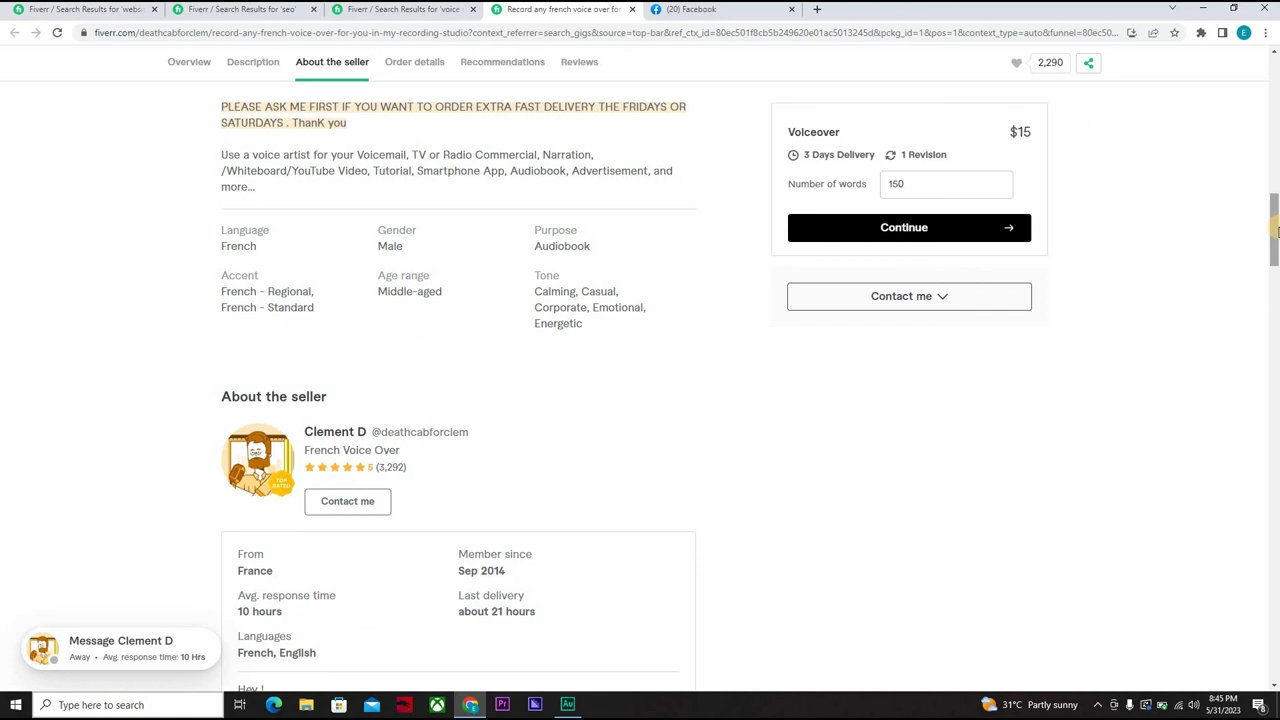 Fiverr / Search Results for 'websi
Fiverr / Search Results for 'seo'
Fiverr / Search Results for 'voice
Record any french voice over for
(20) Facebook
fiverr.com/deathcabforclem/record-any-french-voice-over-for-you-in-my-recording-studio?context_referrer=search_gigs&source=top-bar&ref_ctx_id=80ec501f8cb5b249620e01ac5013245d&pckg_id=1&pos=1&context_type=auto&funnel=80ec50...
E
Overview
Description
About the seller
Order details
Recommendations
Reviews
2,290
PLEASE ASK ME FIRST IF YOU WANT TO ORDER EXTRA FAST DELIVERY THE FRIDAYS OR
SATURDAYS . ThanK you
Use a voice artist for your Voicemail, TV or Radio Commercial, Narration,
/Whiteboard/YouTube Video, Tutorial, Smartphone App, Audiobook, Advertisement, and
more...
Language
French
Gender
Male
Purpose
Audiobook
Accent
French - Regional,
French - Standard
Age range
Middle-aged
Tone
Calming, Casual,
Corporate, Emotional,
Energetic
Voiceover
$15
3 Days Delivery
1 Revision
Number of words
150
Continue
Contact me
About the seller
Clement D @deathcabforclem
French Voice Over
5 (3,292)
TOP
RATED
Contact me
From
France
Member since
Sep 2014
Avg. response time
10 hours
Last delivery
about 21 hours
Languages
French, English
Hey !
Message Clement D
Away • Avg. response time: 10 Hrs
Type here to search
Pr
Au
31°C Partly sunny
8:45 PM
5/31/2023